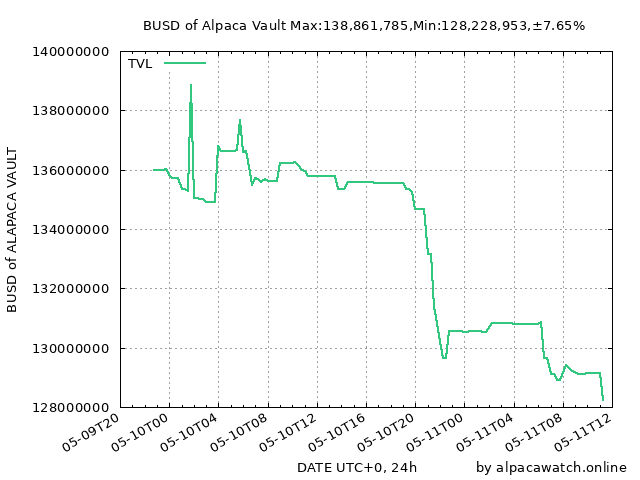 BUSD of Alpaca Vault Max:138,861,785,Min:128,228,953,±7.65%
TVL
140000000
138000000
136000000
134000000
132000000
130000000
128000000
BUSD of ALAPACA VAULT
05-09T20
05-10T00
05-10T04
05-10T08
05-10T12
05-10T16
05-10T20
05-11T00
05-11T04
05-11T08
05-11T12
DATE UTC+0, 24h
by alpacawatch.online